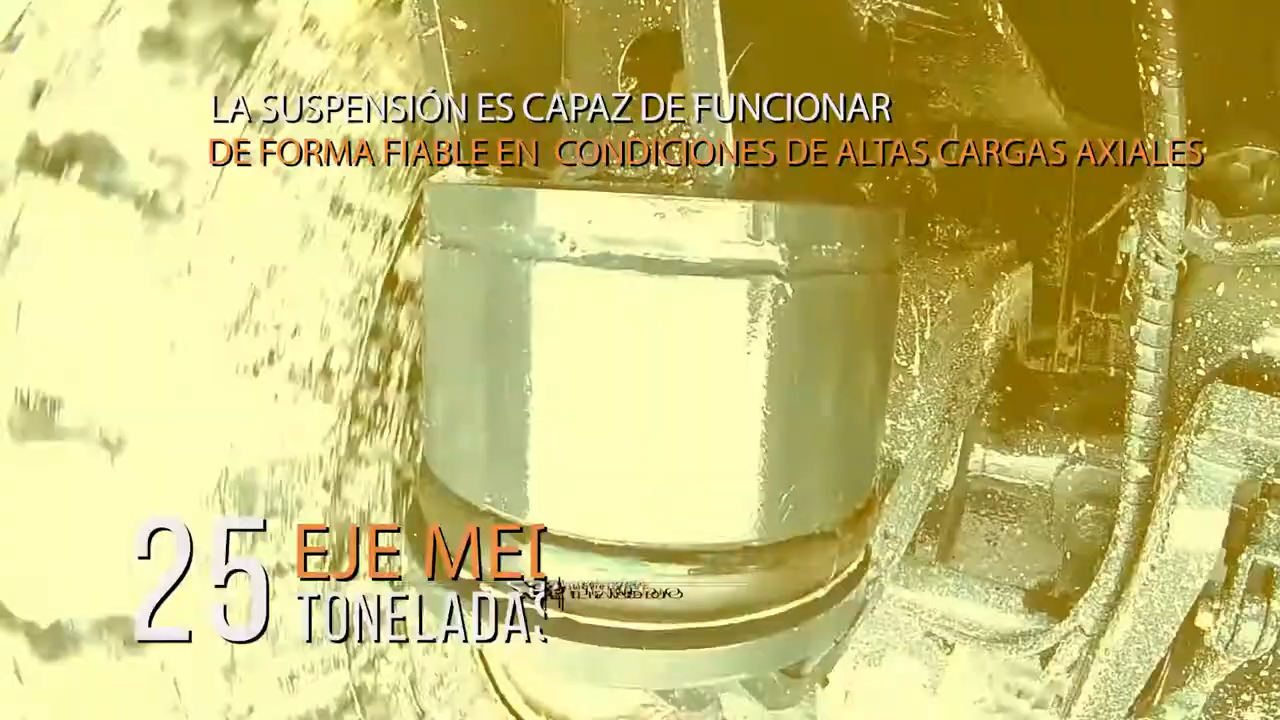 LA SUSPENSIÓN ES CAPAZ DE FUNCIONAR
DE FORMA FIABLE EN CONDICIONES DE ALTAS CARGAS AXIALES
25
EJE MEI
TONELADA